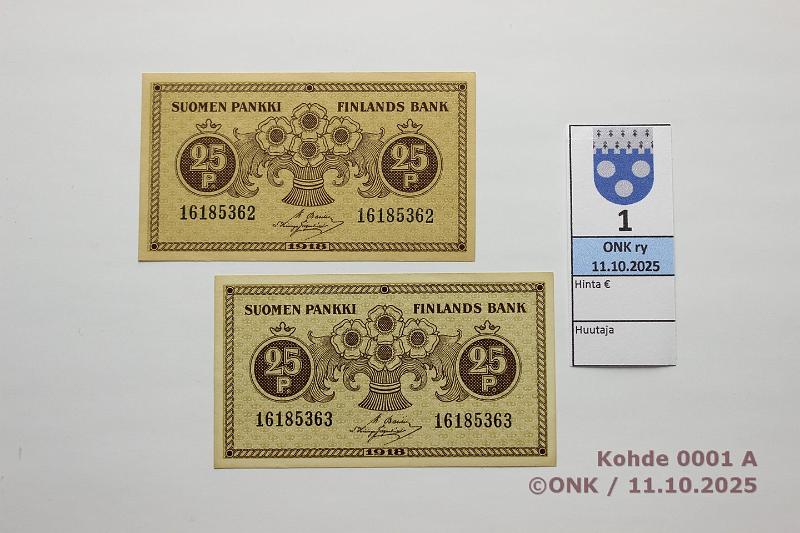 SUOMEN PANKKI FINLANDS BANK
25 P. 25 P.
16185362 16185362
1918
SUOMEN PANKKI FINLANDS BANK
25 P. 25 P.
16185363 16185363
1918
1
ONK ry
11.10.2025
Hinta €
Huutaja
Kohde 0001 A
©ONK / 11.10.2025